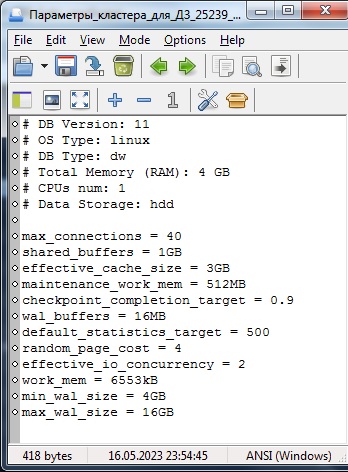 Параметры_кластера_для_ДЗ_25239_...
File Edit View Mode Options Help
1
# DB Version: 11
# OS Type: linux
# DB Type: dw
# Total Memory (RAM): 4 GB
# CPUs num: 1
# Data Storage: hdd
max_connections = 40
shared_buffers = 1GB
effective_cache_size = 3GB
maintenance_work_mem = 512MB
checkpoint_completion_target = 0.9
wal_buffers = 16MB
default_statistics_target = 500
random_page_cost = 4
effective_io_concurrency = 2
work_mem = 6553kB
min_wal_size = 4GB
max_wal_size = 16GB
418 bytes 16.05.2023 23:54:45 ANSI (Windows)